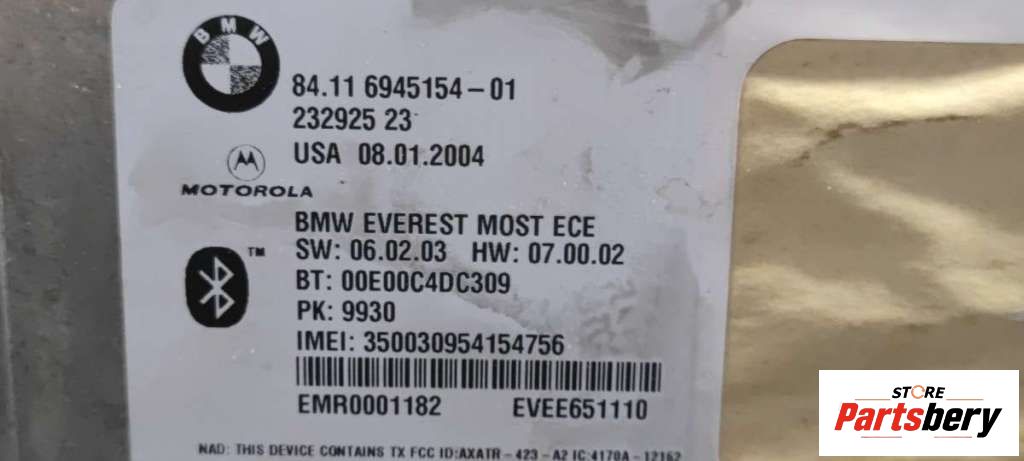 BMW
84.11 6945154-01
232925 23
USA 08.01.2004
MOTOROLA
BMW EVEREST MOST ECE
TM
SW: 06.02.03 HW: 07.00.02
BT: 00E00C4DC309
PK: 9930
IMEI: 350030954154756
EMR0001182 EVEE651110
NAD: THIS DEVICE CONTAINS TX FCC ID:AXATR-423-A2 IC:4170A-12162
STORE
Partsbery